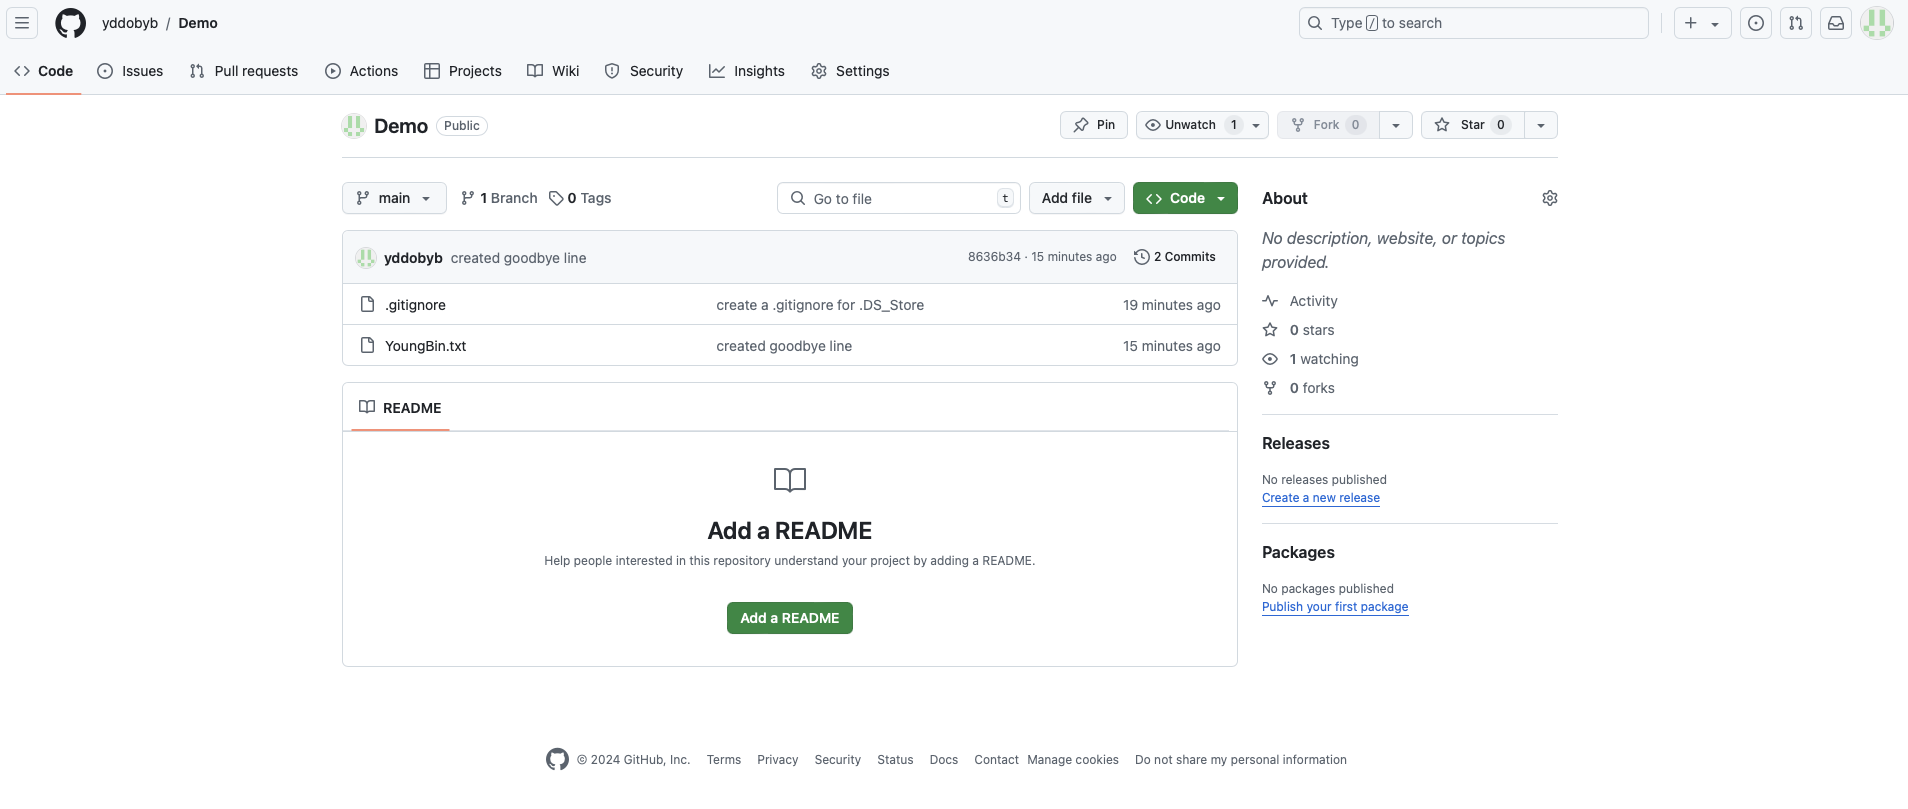 yddobyb / Demo
Type / to search
Code Issues Pull requests Actions Projects Wiki Security Insights Settings
Demo Public
Pin Unwatch 1 Fork 0 Star 0
main 1 Branch 0 Tags
Go to file t Add file Code
yddobyb created goodbye line 8636b34 · 15 minutes ago 2 Commits
.gitignore create a .gitignore for .DS_Store 19 minutes ago
YoungBin.txt created goodbye line 15 minutes ago
README
Add a README
Help people interested in this repository understand your project by adding a README.
Add a README
About
No description, website, or topics
provided.
Activity
0 stars
1 watching
0 forks
Releases
No releases published
Create a new release
Packages
No packages published
Publish your first package
© 2024 GitHub, Inc. Terms Privacy Security Status Docs Contact Manage cookies Do not share my personal information